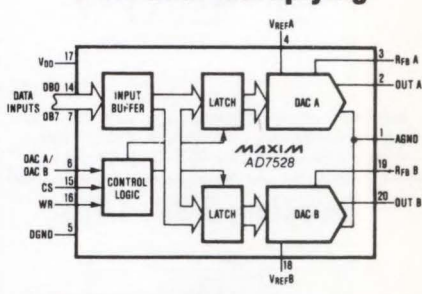 VREFA
4
17
VDD
3
RFB A
2
OUT A
DATA
INPUTS
DB0 14
DB7 7
INPUT
BUFFER
LATCH
DAC A
1
AGND
MAXIM
AD7528
DAC A/
DAC B
6
CS 15
WR 16
CONTROL
LOGIC
19
RFB B
20
OUT B
LATCH
DAC B
DGND 5
18
VREFB